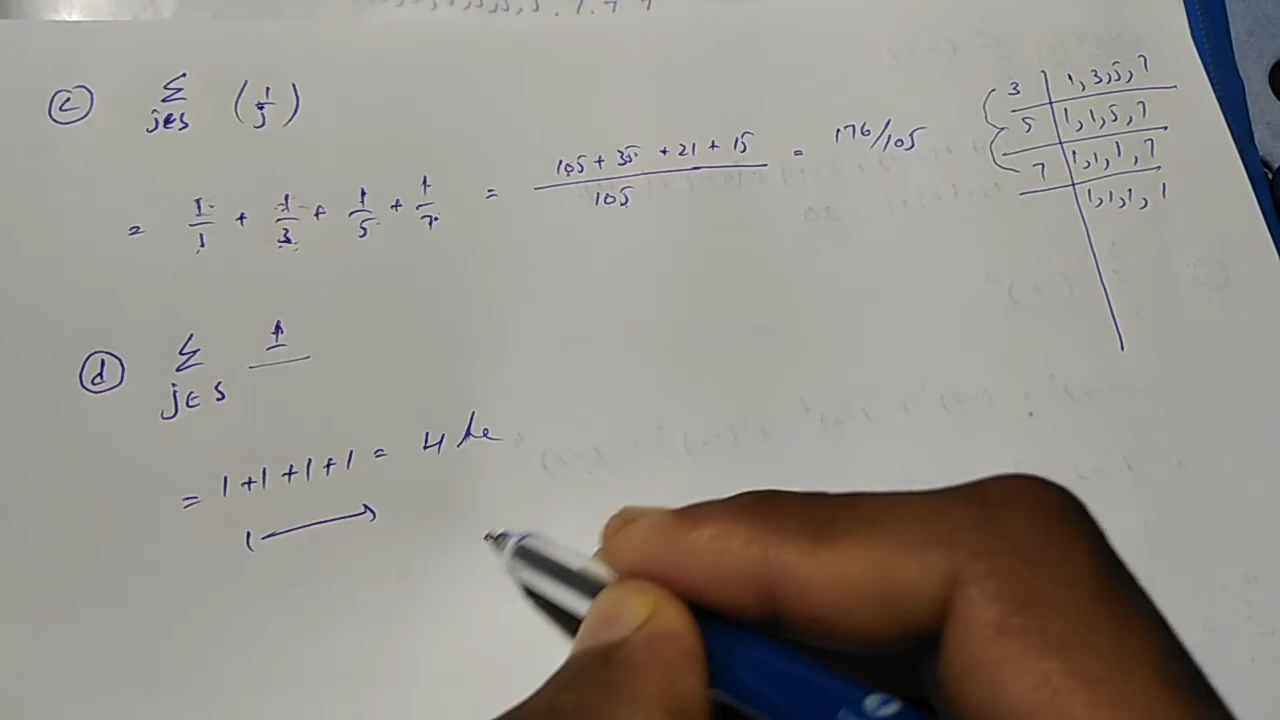 (c) Σ j∈S (1/j)
= 1/1 + 1/3 + 1/5 + 1/7 = (105 + 35 + 21 + 15)/105 = 176/105
3 | 1, 3, 5, 7
5 | 1, 1, 5, 7
7 | 1, 1, 1, 7
1, 1, 1, 1
(d) Σ j∈S 1
= 1 + 1 + 1 + 1 = 4